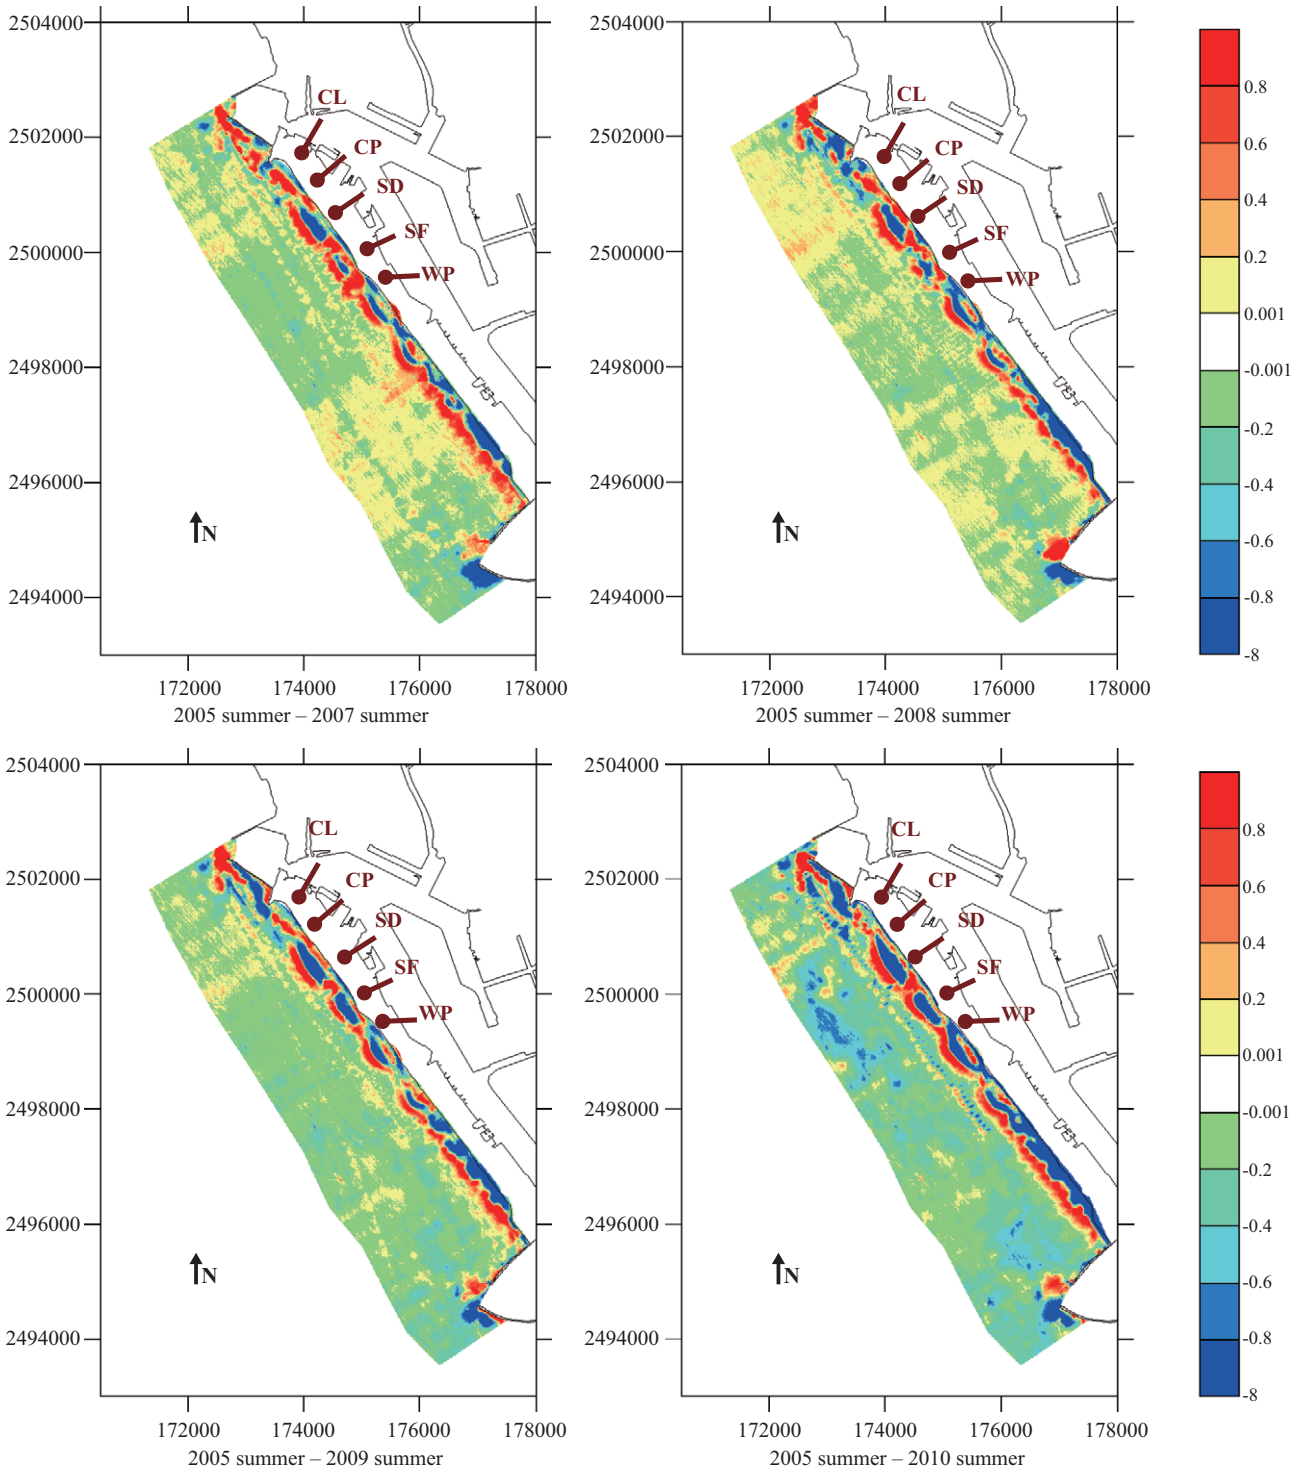 2504000
2502000
2500000
2498000
2496000
2494000
CL
CP
SD
SF
WP
N
172000 174000 176000 178000
2005 summer – 2007 summer
2504000
2502000
2500000
2498000
2496000
2494000
CL
CP
SD
SF
WP
N
172000 174000 176000 178000
2005 summer – 2008 summer
0.8
0.6
0.4
0.2
0.001
-0.001
-0.2
-0.4
-0.6
-0.8
-8
2504000
2502000
2500000
2498000
2496000
2494000
CL
CP
SD
SF
WP
N
172000 174000 176000 178000
2005 summer – 2009 summer
2504000
2502000
2500000
2498000
2496000
2494000
CL
CP
SD
SF
WP
N
172000 174000 176000 178000
2005 summer – 2010 summer
0.8
0.6
0.4
0.2
0.001
-0.001
-0.2
-0.4
-0.6
-0.8
-8